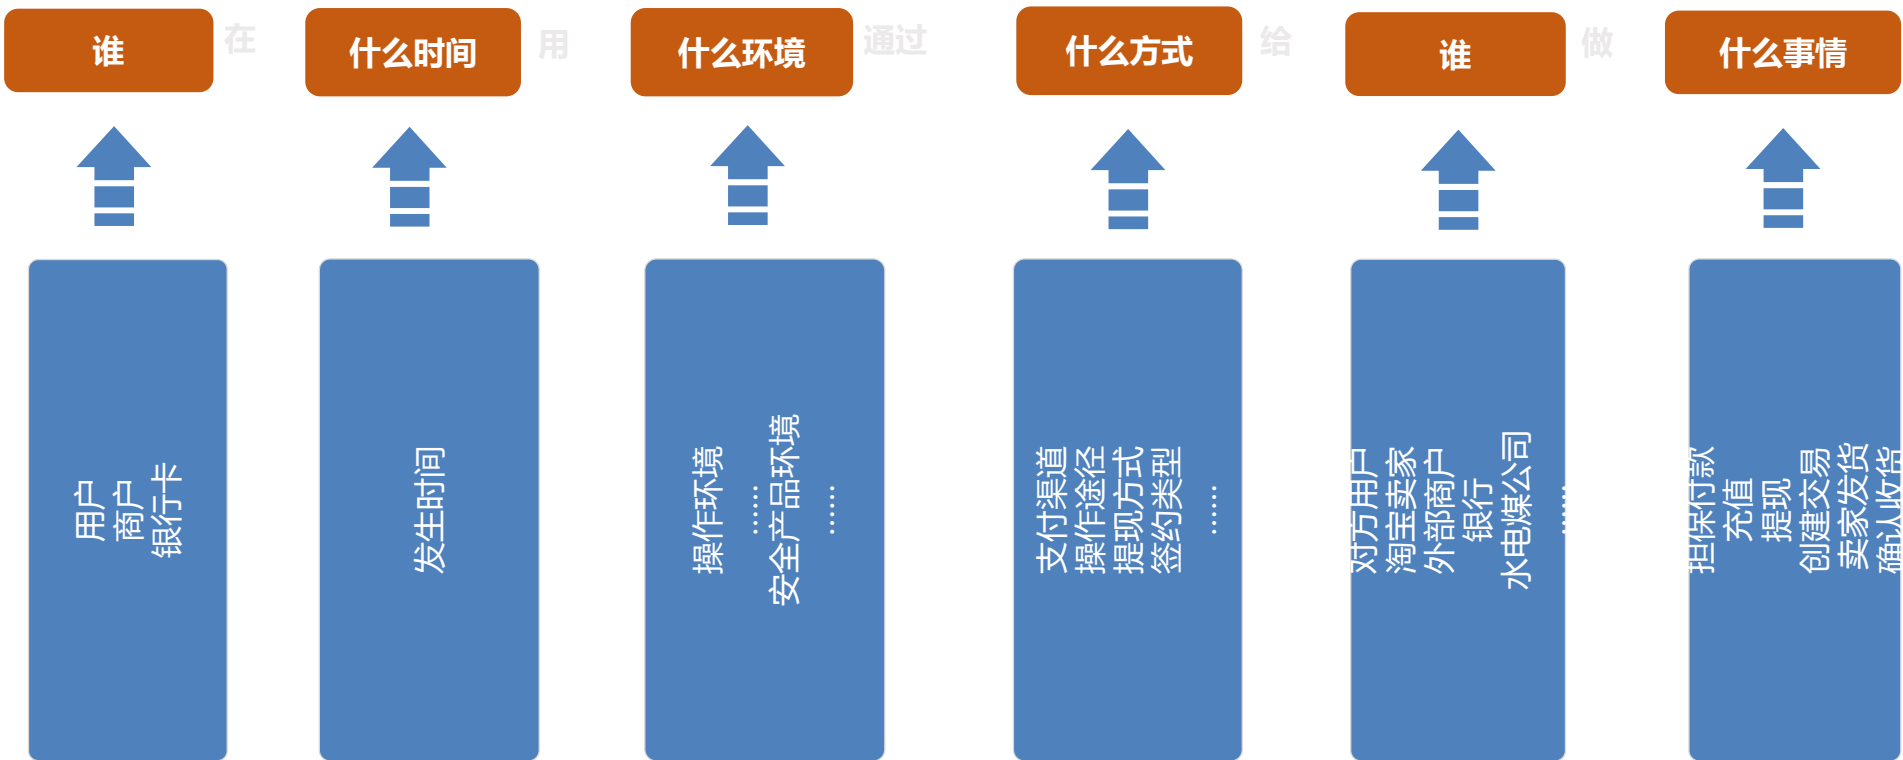 谁
在
什么时间
用
什么环境
通过
什么方式
给
谁
做
什么事情
用户
商户
银行卡
发生时间
操作环境
……
安全产品环境
……
支付渠道
操作途径
提现方式
签约类型
……
对方用户
淘宝卖家
外部商户
银行
水电煤公司
……
担保付款
充值
提现
创建交易
卖家发货
确认收货